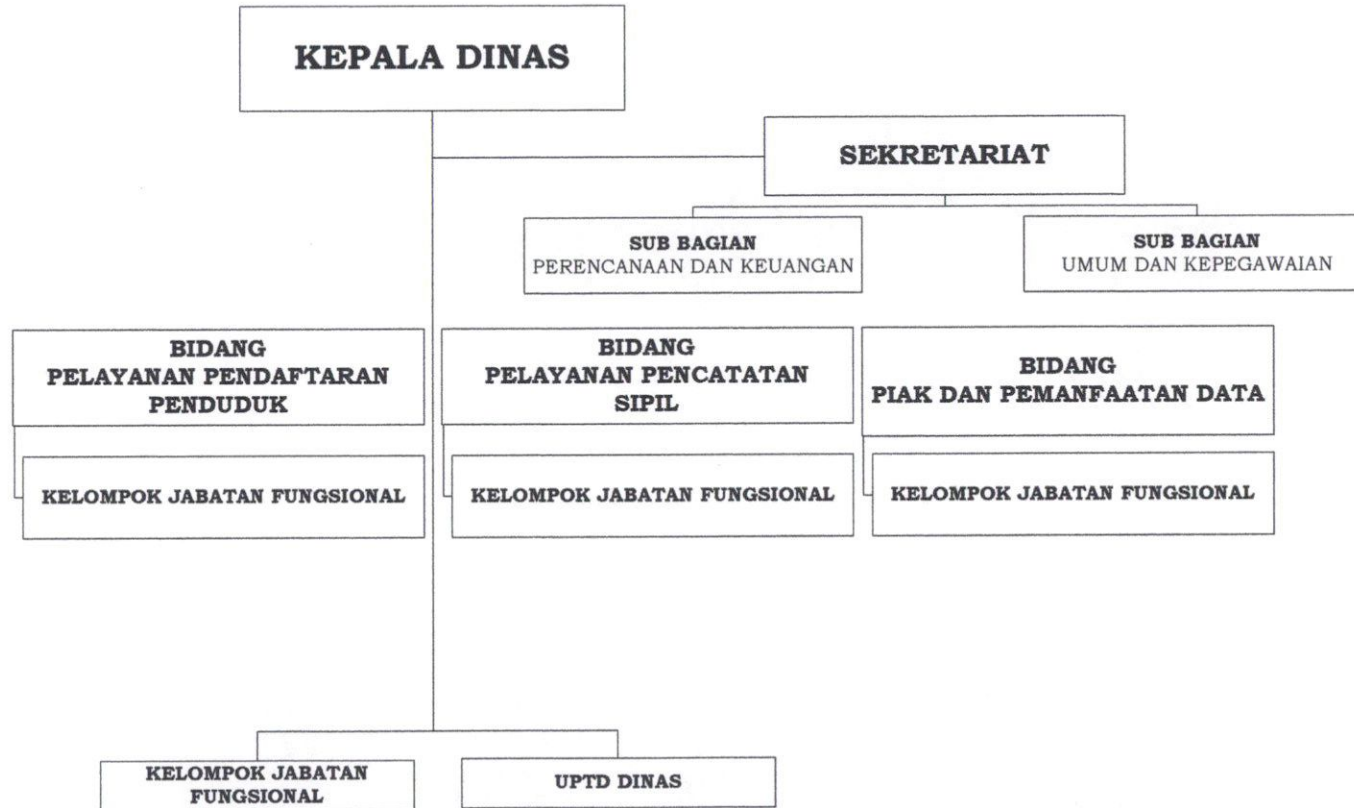 KEPALA DINAS
SEKRETARIAT
SUB BAGIAN
PERENCANAAN DAN KEUANGAN
SUB BAGIAN
UMUM DAN KEPEGAWAIAN
BIDANG
PELAYANAN PENDAFTARAN
PENDUDUK
BIDANG
PELAYANAN PENCATATAN
SIPIL
BIDANG
PIAK DAN PEMANFAATAN DATA
KELOMPOK JABATAN FUNGSIONAL
KELOMPOK JABATAN FUNGSIONAL
KELOMPOK JABATAN FUNGSIONAL
KELOMPOK JABATAN
FUNGSIONAL
UPTD DINAS